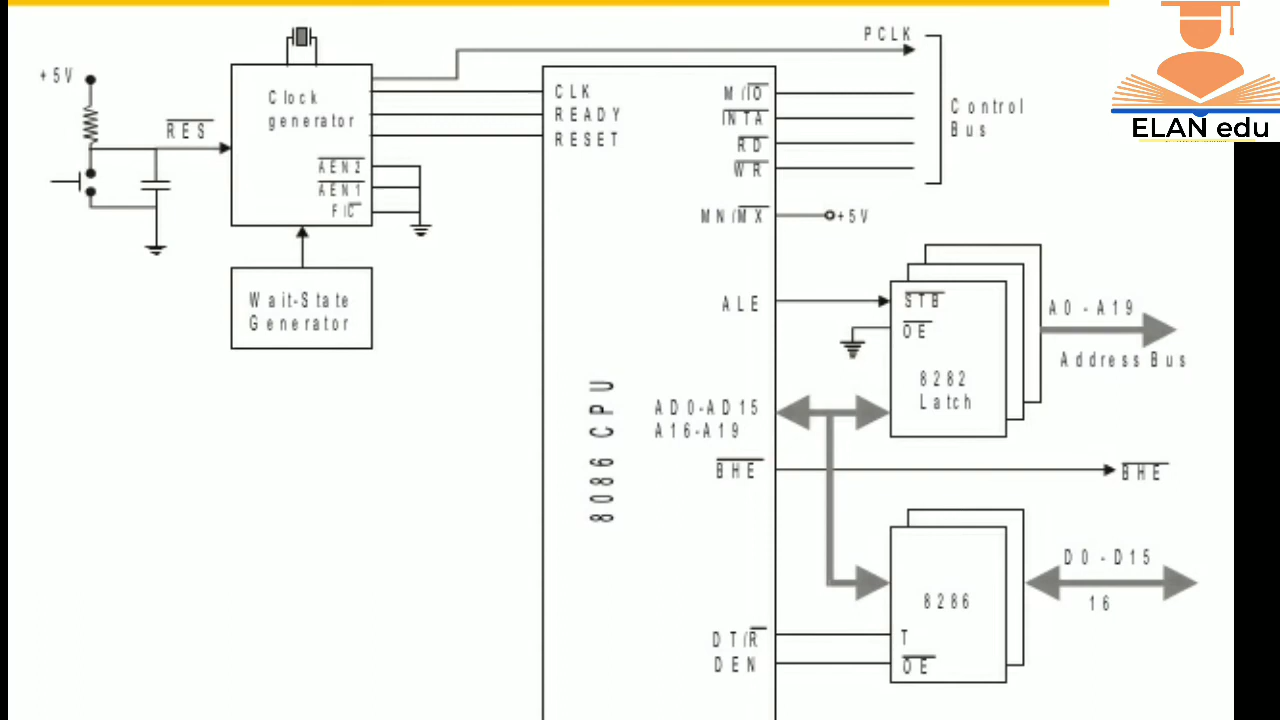 PCLK
+5V
RES
Clock
generator
AEN2
AEN1
F/C
Wait-State
Generator
CLK
READY
RESET
8086 CPU
M/IO
INTA
RD
WR
Control
Bus
MN/MX
+5V
ALE
STB
OE
8282
Latch
A0 - A19
Address Bus
AD0-AD15
A16-A19
BHE
BHE
8286
D0 - D15
16
DT/R
DEN
T
OE
ELAN edu